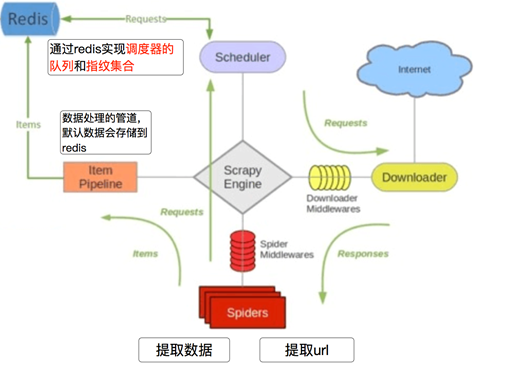 Redis
Requests
通过redis实现调度器的
队列和指纹集合
Scheduler
Internet
Items
数据处理的管道,
默认数据会存储到
redis
Requests
Item
Pipeline
Scrapy
Engine
Downloader
Downloader
Middlewares
Requests
Spider
Middlewares
Items
Responses
Spiders
提取数据
提取url